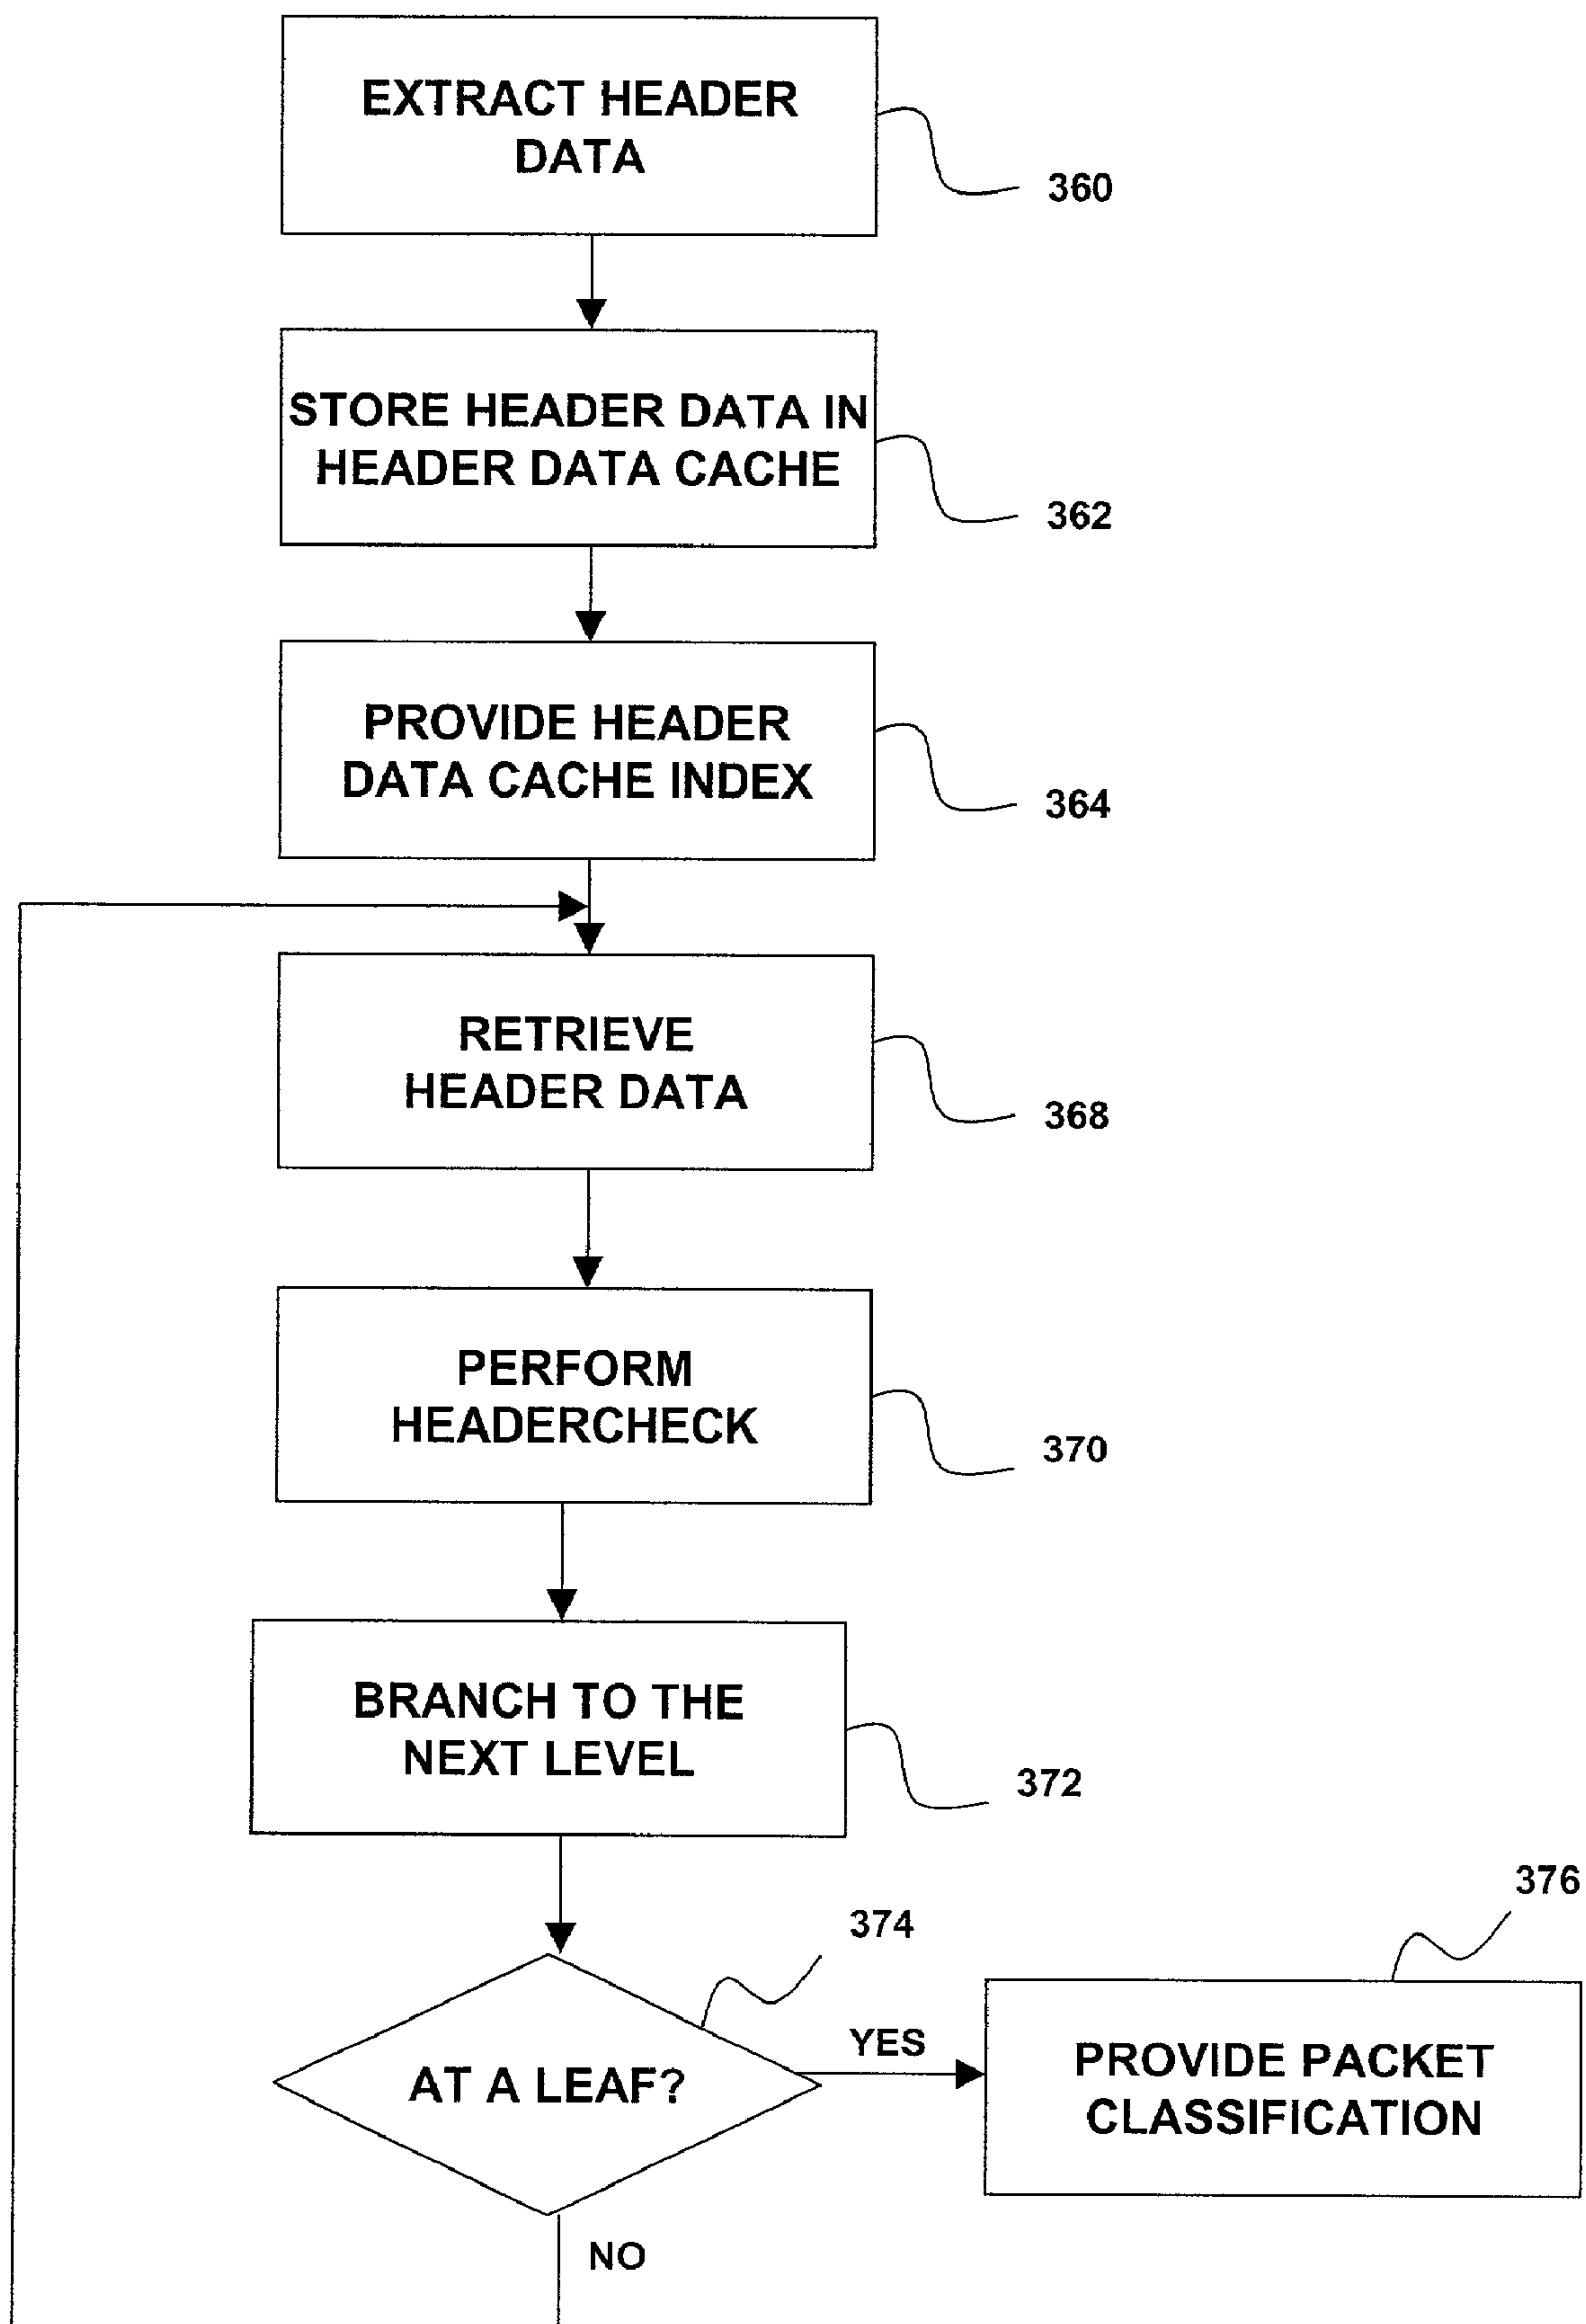 EXTRACT HEADER
DATA
360
STORE HEADER DATA IN
HEADER DATA CACHE
362
PROVIDE HEADER
DATA CACHE INDEX
364
RETRIEVE
HEADER DATA
368
PERFORM
HEADERCHECK
370
BRANCH TO THE
NEXT LEVEL
372
374
AT A LEAF?
YES
376
PROVIDE PACKET
CLASSIFICATION
NO